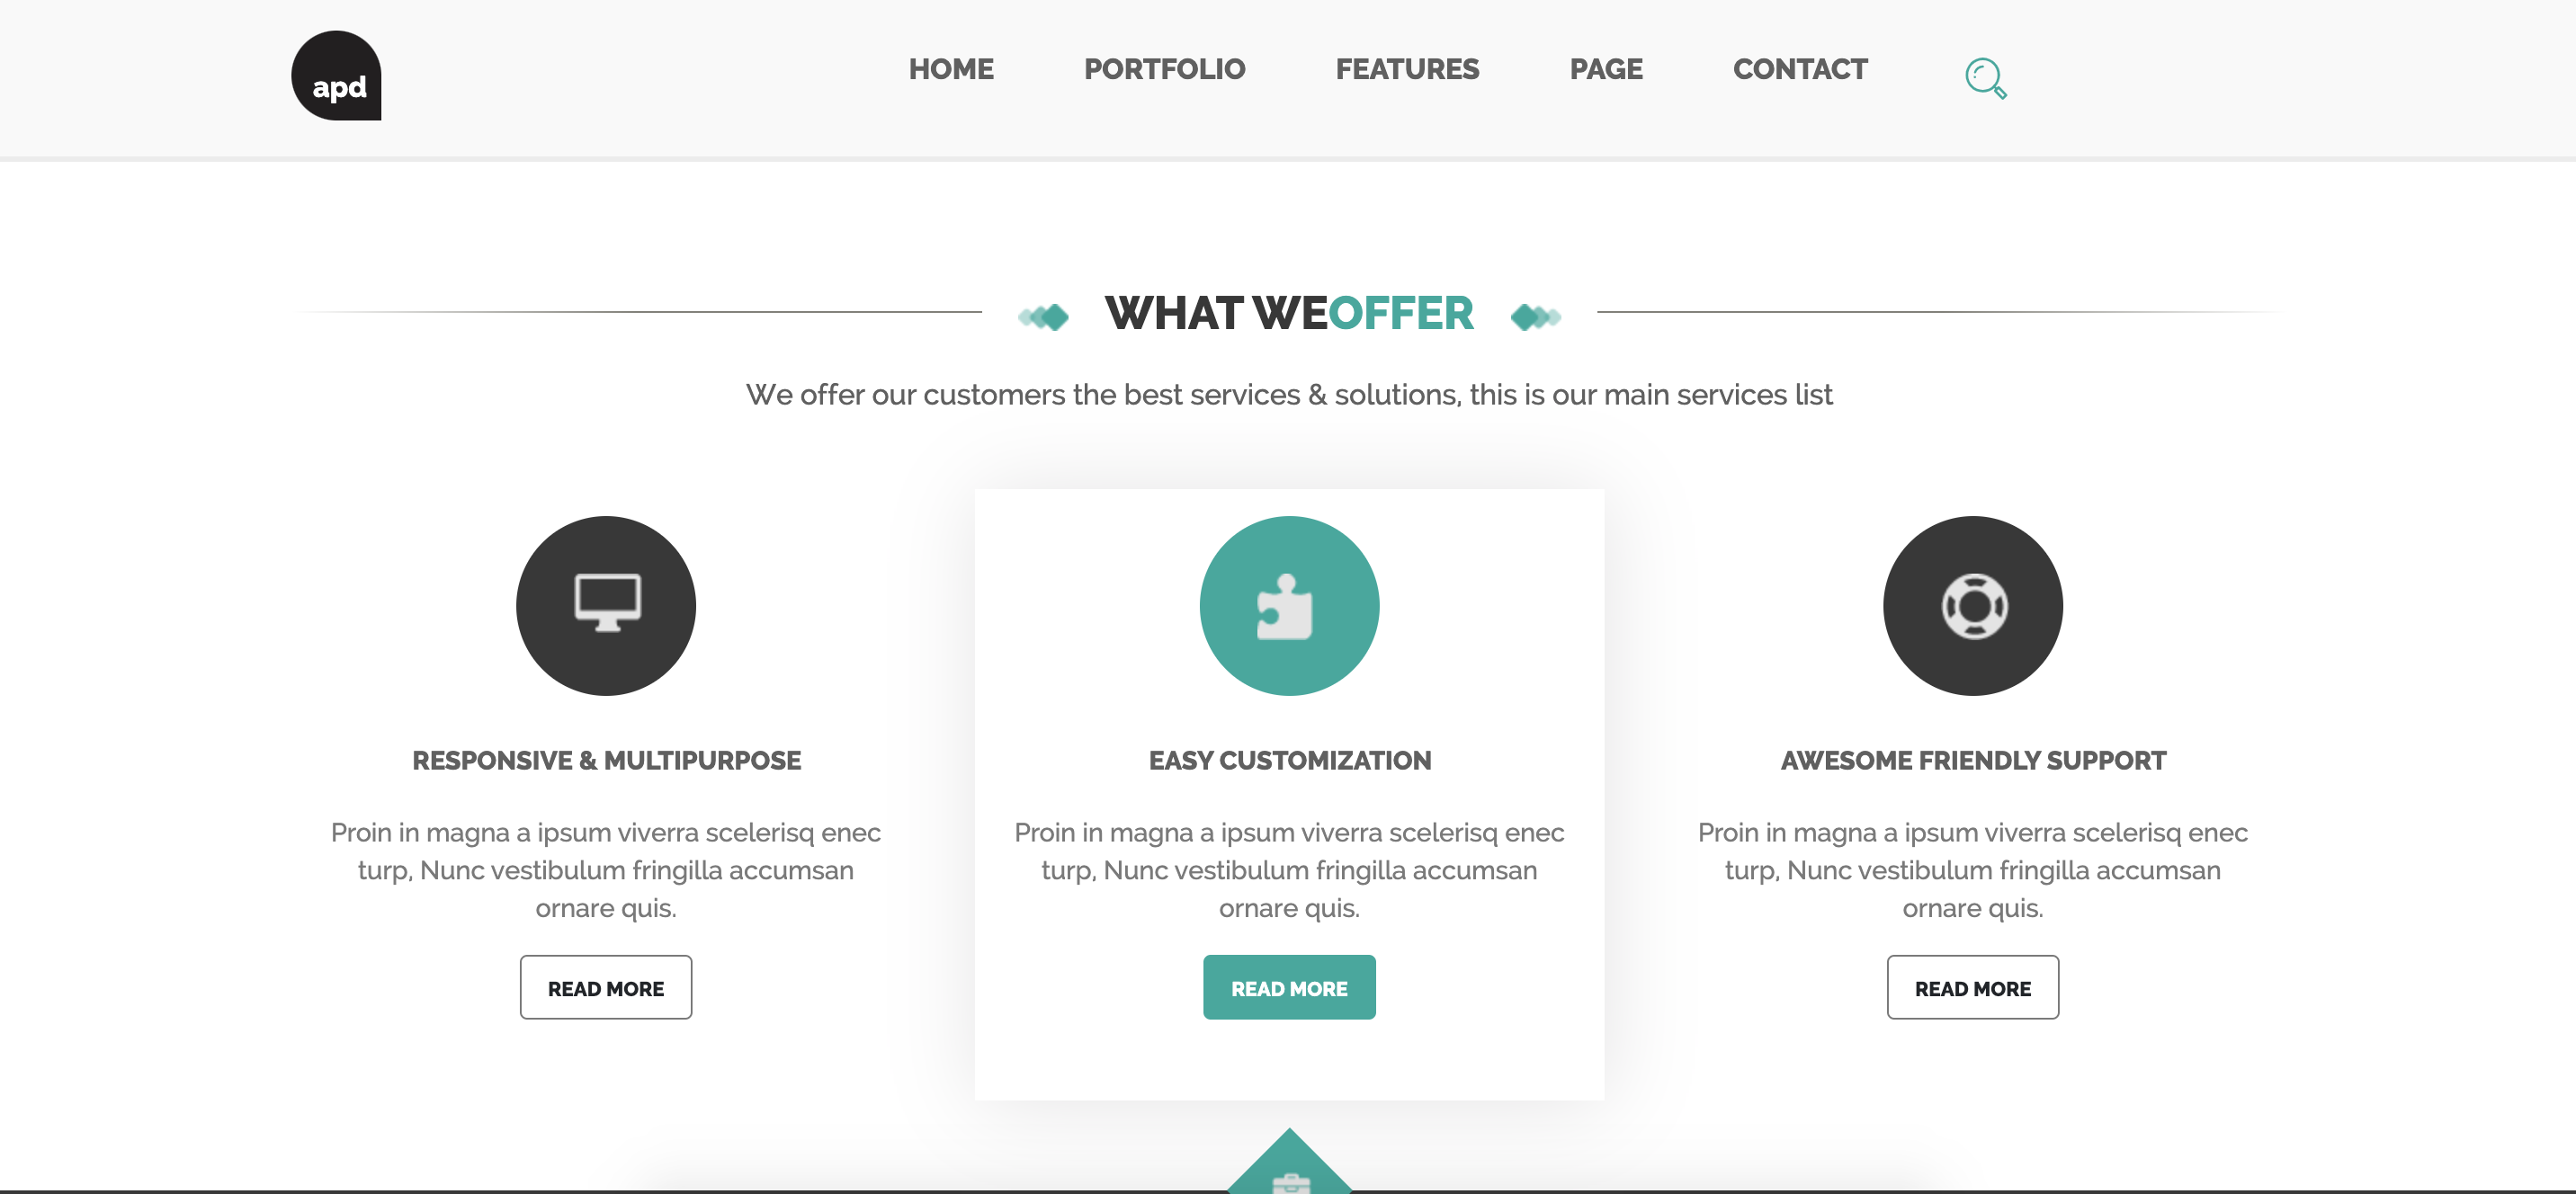 apd
HOME PORTFOLIO FEATURES PAGE CONTACT
WHAT WEOFFER
We offer our customers the best services & solutions, this is our main services list
RESPONSIVE & MULTIPURPOSE
Proin in magna a ipsum viverra scelerisq enec
turp, Nunc vestibulum fringilla accumsan
ornare quis.
READ MORE
EASY CUSTOMIZATION
Proin in magna a ipsum viverra scelerisq enec
turp, Nunc vestibulum fringilla accumsan
ornare quis.
READ MORE
AWESOME FRIENDLY SUPPORT
Proin in magna a ipsum viverra scelerisq enec
turp, Nunc vestibulum fringilla accumsan
ornare quis.
READ MORE